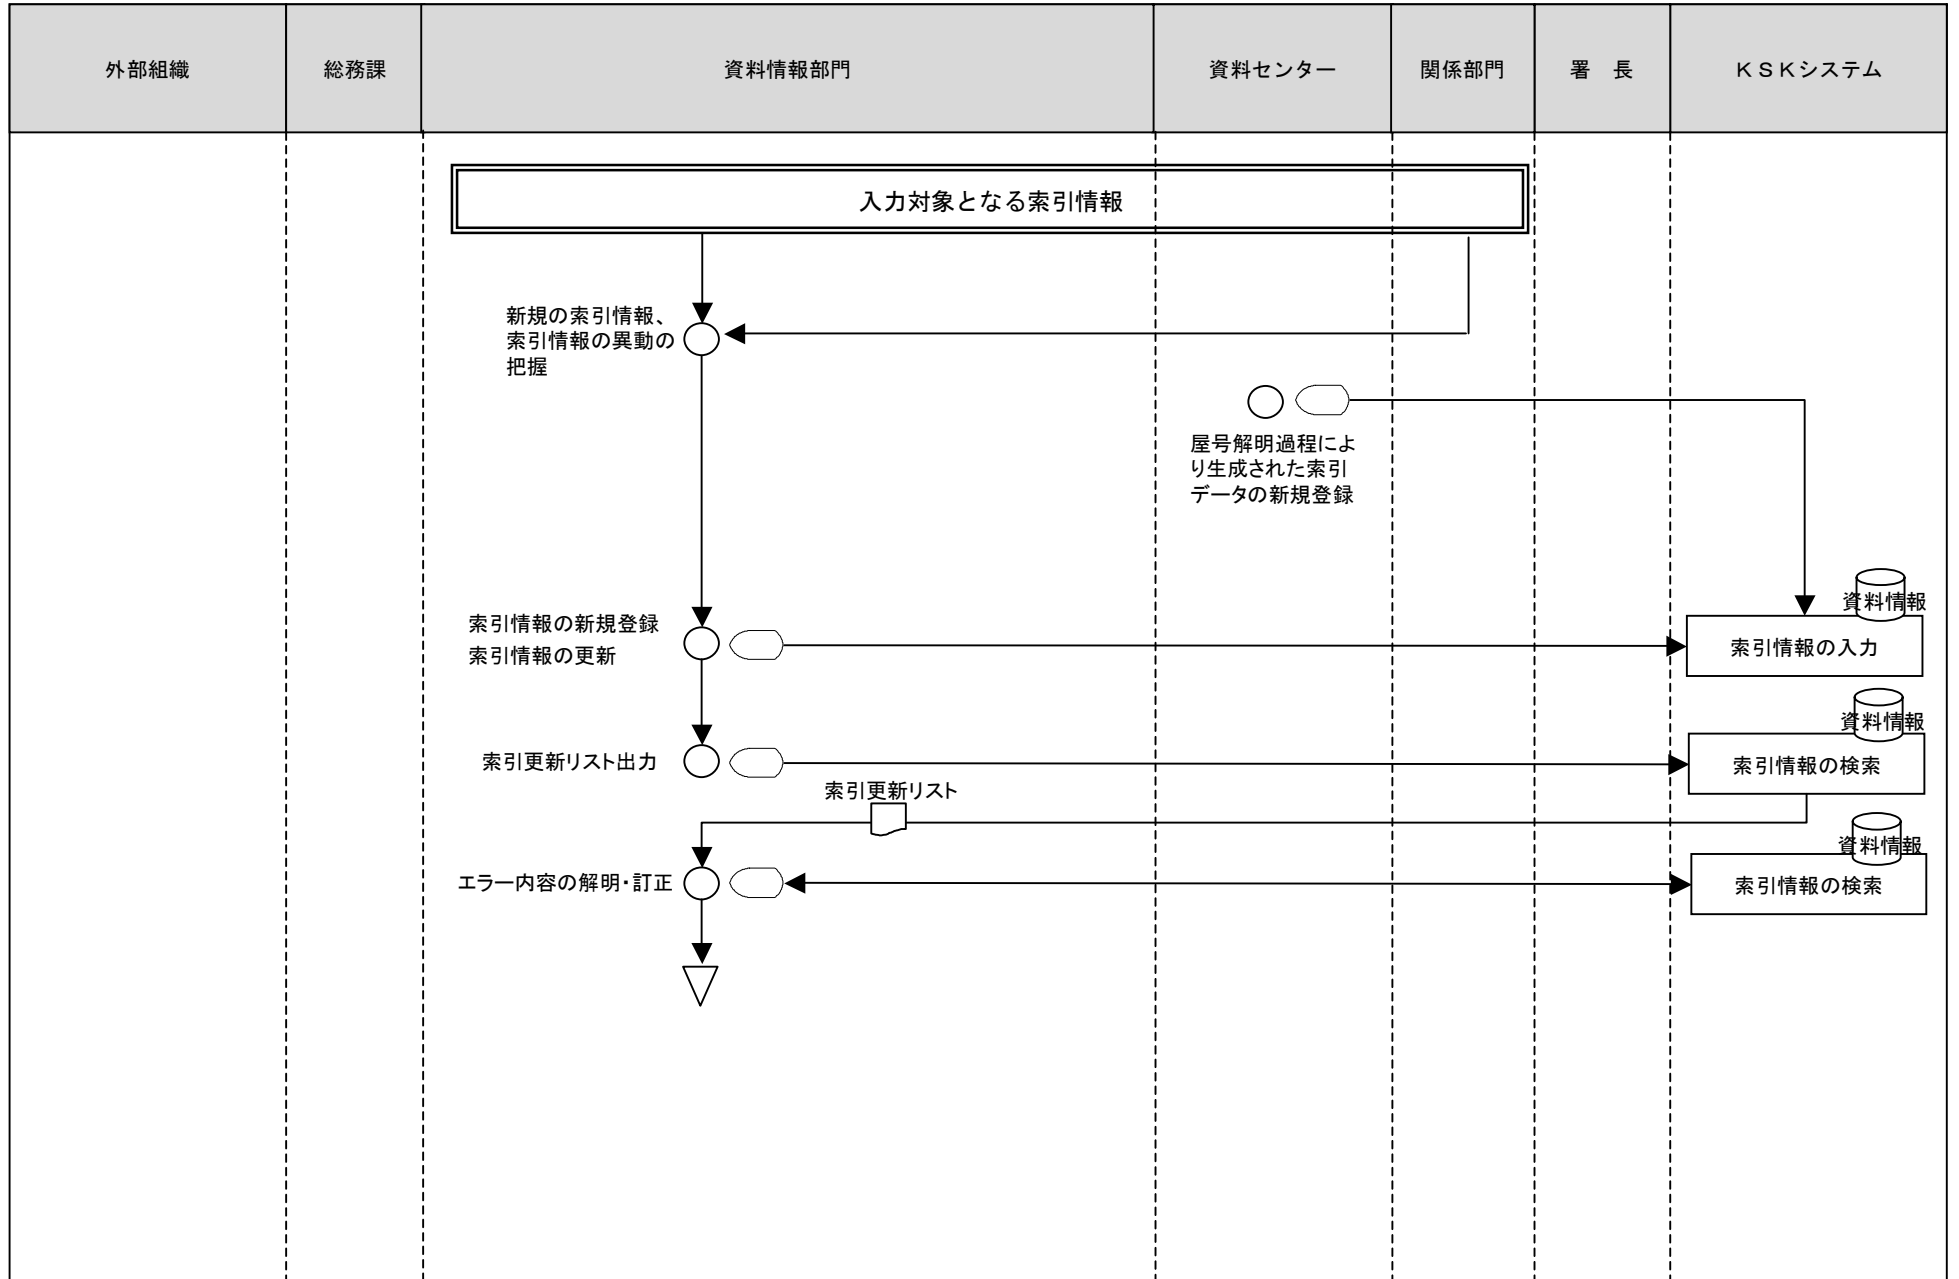 外部組織
総務課
資料情報部門
資料センター
関係部門
署　長
ＫＳＫシステム
入力対象となる索引情報
新規の索引情報、
索引情報の異動の
把握
屋号解明過程によ
り生成された索引
データの新規登録
資料情報
索引情報の新規登録
索引情報の更新
索引情報の入力
資料情報
索引更新リスト出力
索引情報の検索
索引更新リスト
資料情報
エラー内容の解明・訂正
索引情報の検索